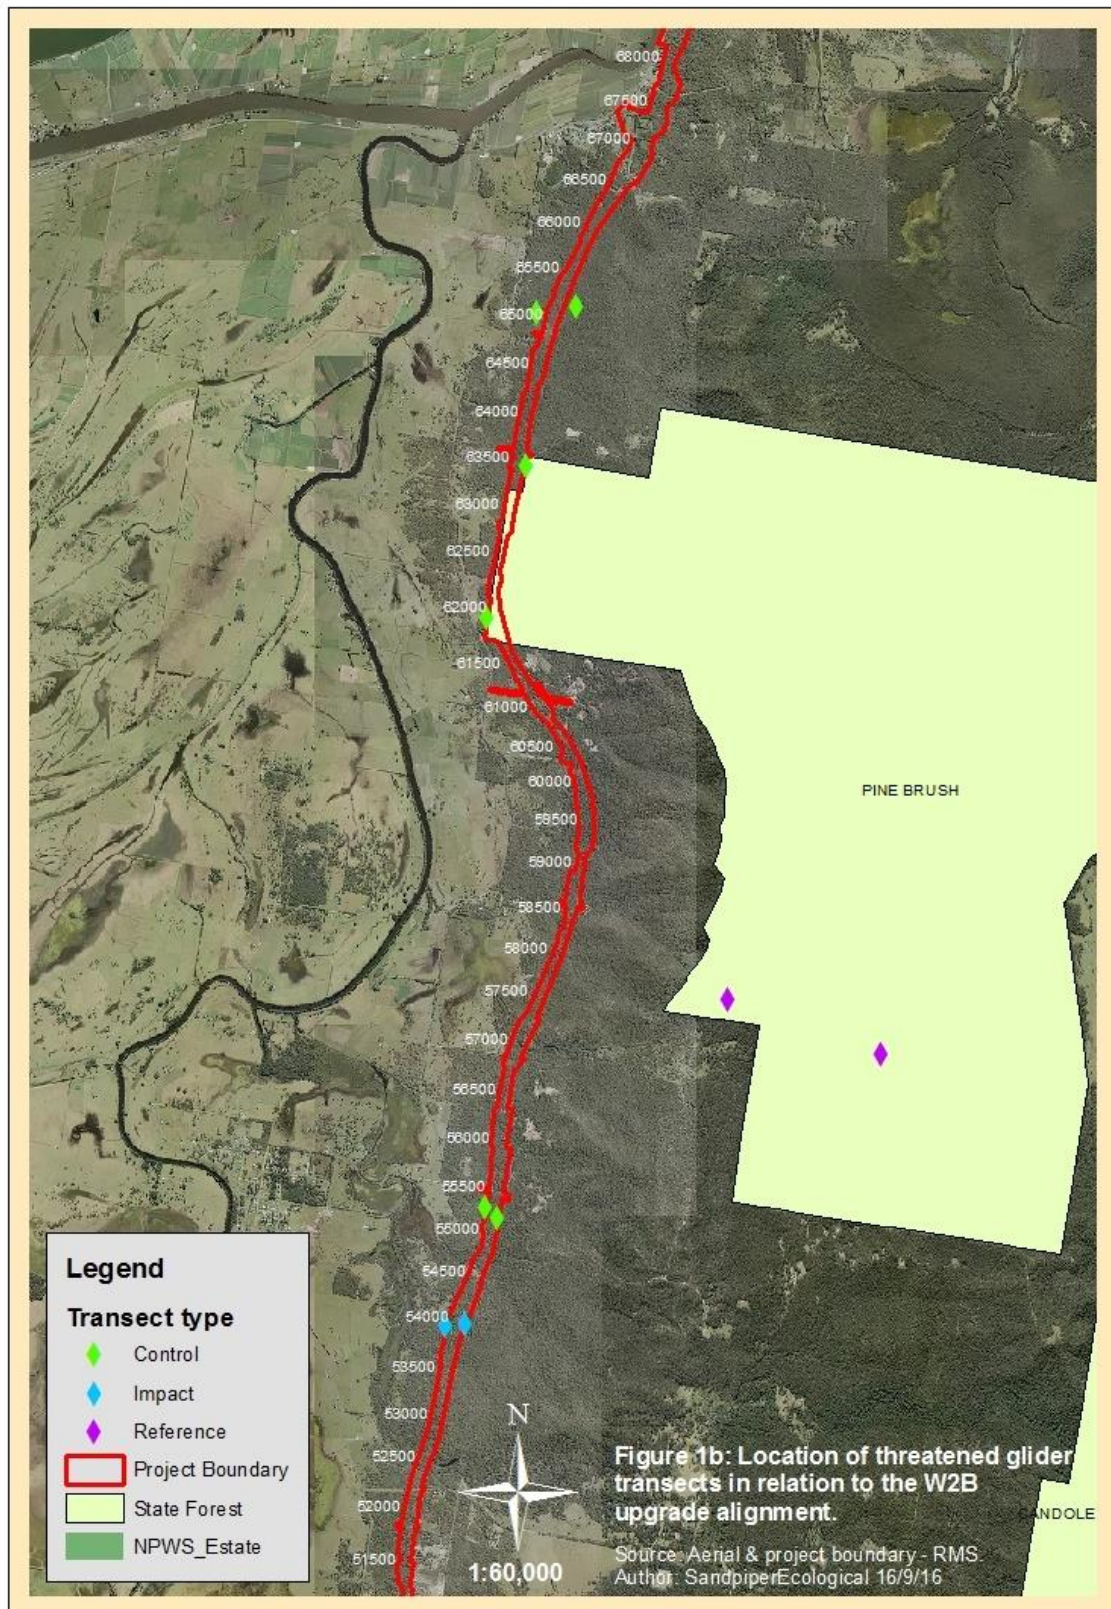 68000
67500
67000
66500
66000
65500
65000
64500
64000
63500
63000
62500
62000
61500
61000
60500
60000
59500
59000
58500
58000
57500
57000
56500
56000
55500
55000
54500
54000
53500
53000
52500
52000
51500
PINE BRUSH
CANDOLE
Legend
Transect type
Control
Impact
Reference
Project Boundary
State Forest
NPWS_Estate
N
1:60,000
Figure 1b: Location of threatened glider
transects in relation to the W2B
upgrade alignment.
Source: Aerial & project boundary - RMS.
Author: SandpiperEcological 16/9/16